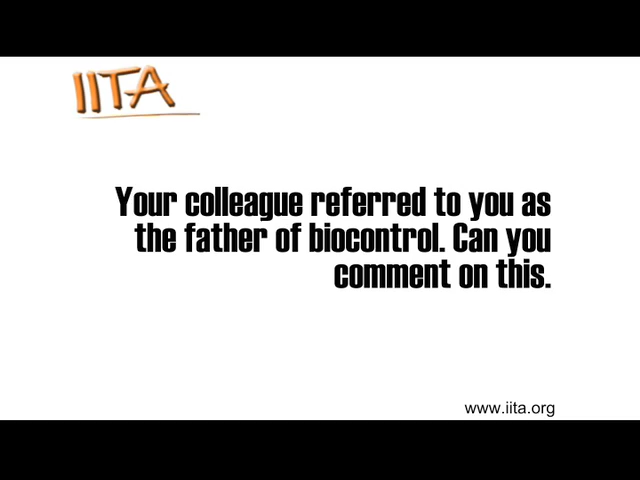 IITA
Your colleague referred to you as
the father of biocontrol. Can you
comment on this.
www.iita.org